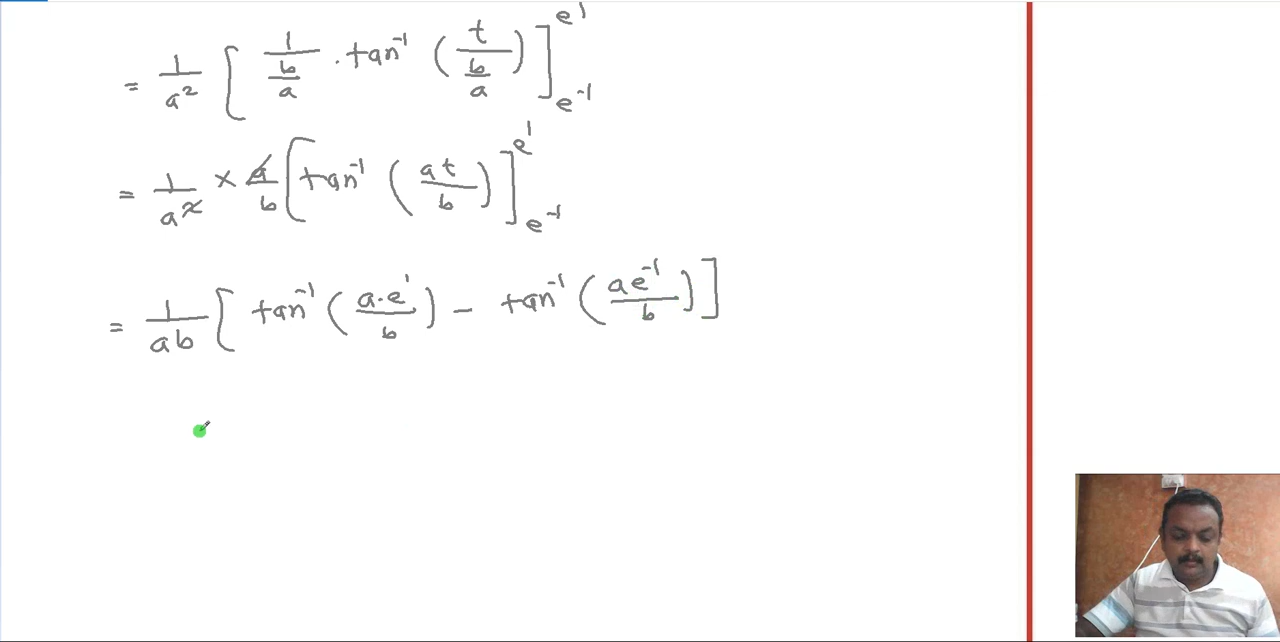 = 1/a² [ 1/(b/a) . tan⁻¹ ( t/(b/a) ) ] e¹ e⁻¹
= 1/a² × a/b [ tan⁻¹ ( at/b ) ] e¹ e⁻¹
= 1/ab [ tan⁻¹ ( a·e¹/b ) − tan⁻¹ ( ae⁻¹/b ) ]